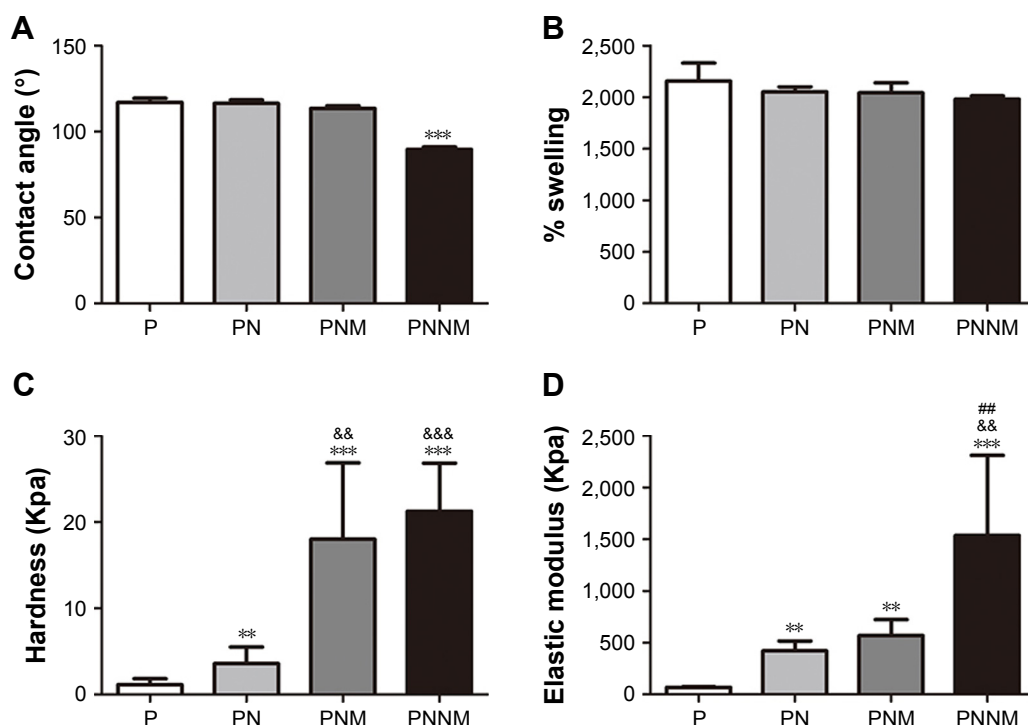 A
Contact angle (°)
150
100
50
0
***
P PN PNM PNNM
B
% swelling
2,500
2,000
1,500
1,000
500
0
P PN PNM PNNM
C
Hardness (Kpa)
30
20
10
0
**
&&
***
&&&
***
P PN PNM PNNM
D
Elastic modulus (Kpa)
2,500
2,000
1,500
1,000
500
0
**
**
##
&&
***
P PN PNM PNNM